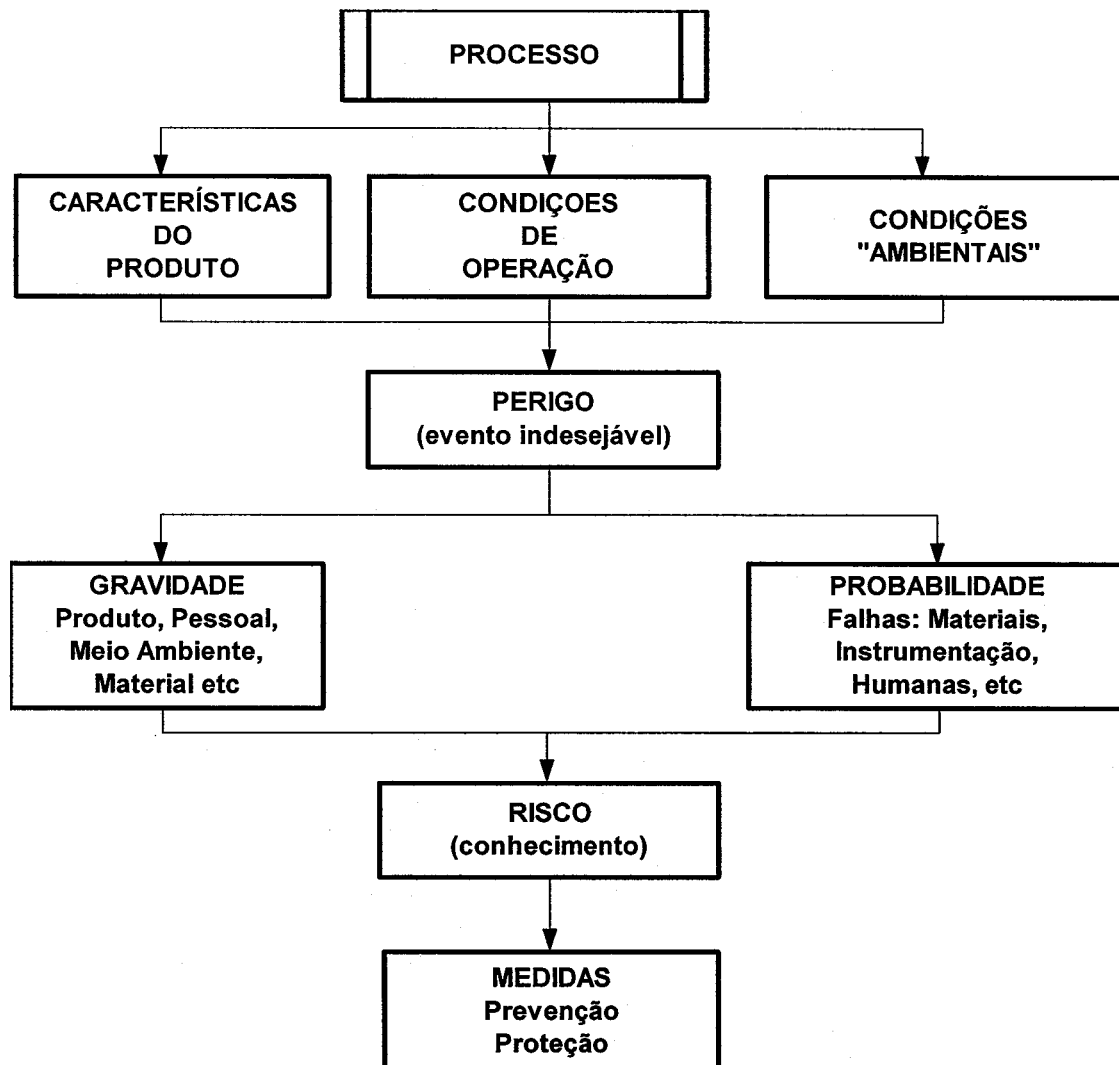 PROCESSO
CARACTERÍSTICAS
DO
PRODUTO
CONDIÇOES
DE
OPERAÇÃO
CONDIÇÕES
"AMBIENTAIS"
PERIGO
(evento indesejável)
GRAVIDADE
Produto, Pessoal,
Meio Ambiente,
Material etc
PROBABILIDADE
Falhas: Materiais,
Instrumentação,
Humanas, etc
RISCO
(conhecimento)
MEDIDAS
Prevenção
Proteção